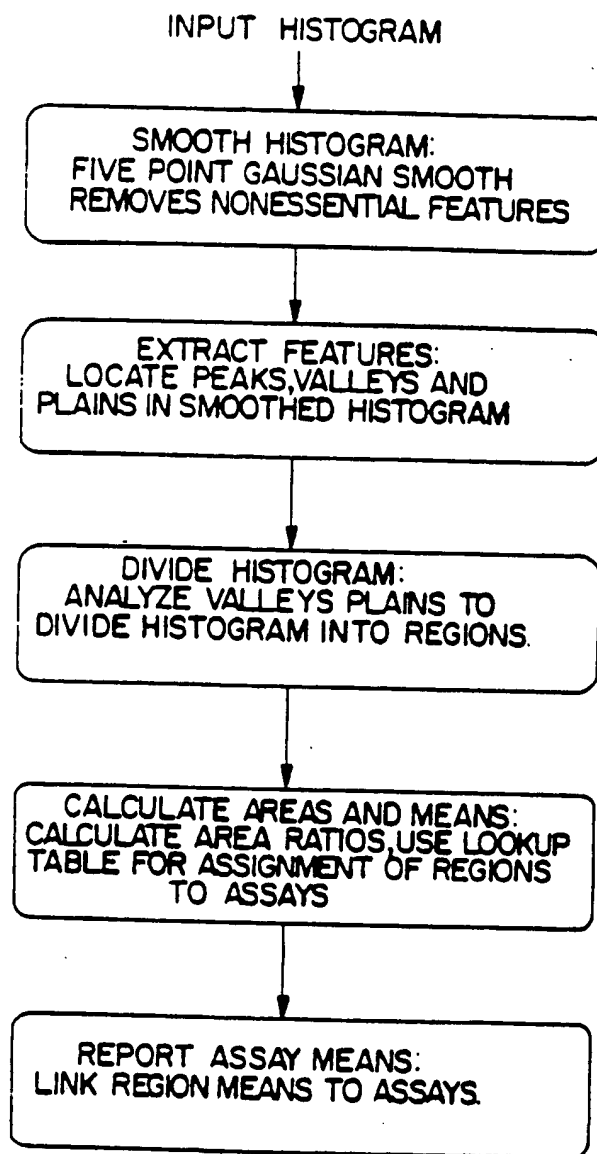 INPUT HISTOGRAM
SMOOTH HISTOGRAM:
FIVE POINT GAUSSIAN SMOOTH
REMOVES NONESSENTIAL FEATURES
EXTRACT FEATURES:
LOCATE PEAKS,VALLEYS AND
PLAINS IN SMOOTHED HISTOGRAM
DIVIDE HISTOGRAM:
ANALYZE VALLEYS PLAINS TO
DIVIDE HISTOGRAM INTO REGIONS.
CALCULATE AREAS AND MEANS:
CALCULATE AREA RATIOS,USE LOOKUP
TABLE FOR ASSIGNMENT OF REGIONS
TO ASSAYS
REPORT ASSAY MEANS:
LINK REGION MEANS TO ASSAYS.